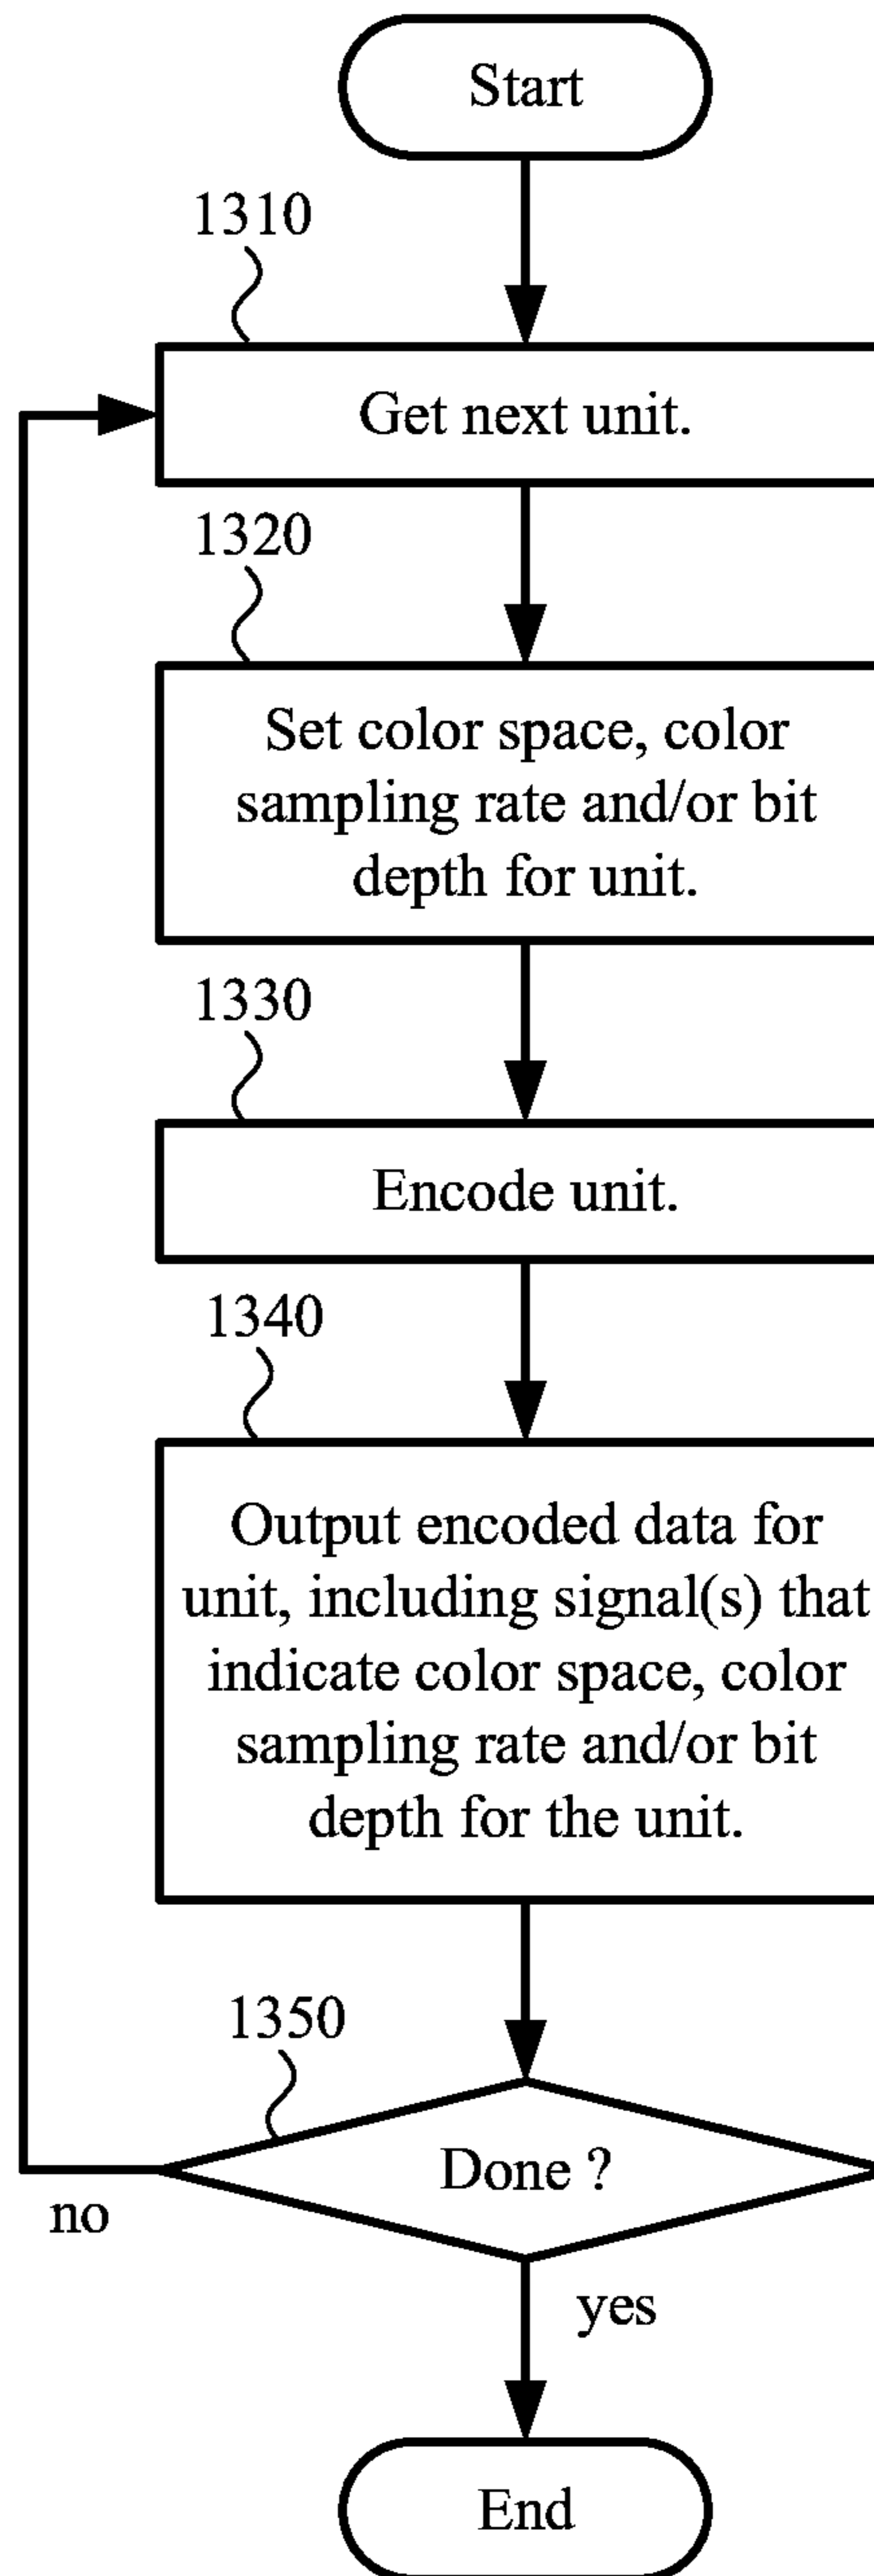 Start
1310
Get next unit.
1320
Set color space, color
sampling rate and/or bit
depth for unit.
1330
Encode unit.
1340
Output encoded data for
unit, including signal(s) that
indicate color space, color
sampling rate and/or bit
depth for the unit.
1350
Done ?
no
yes
End